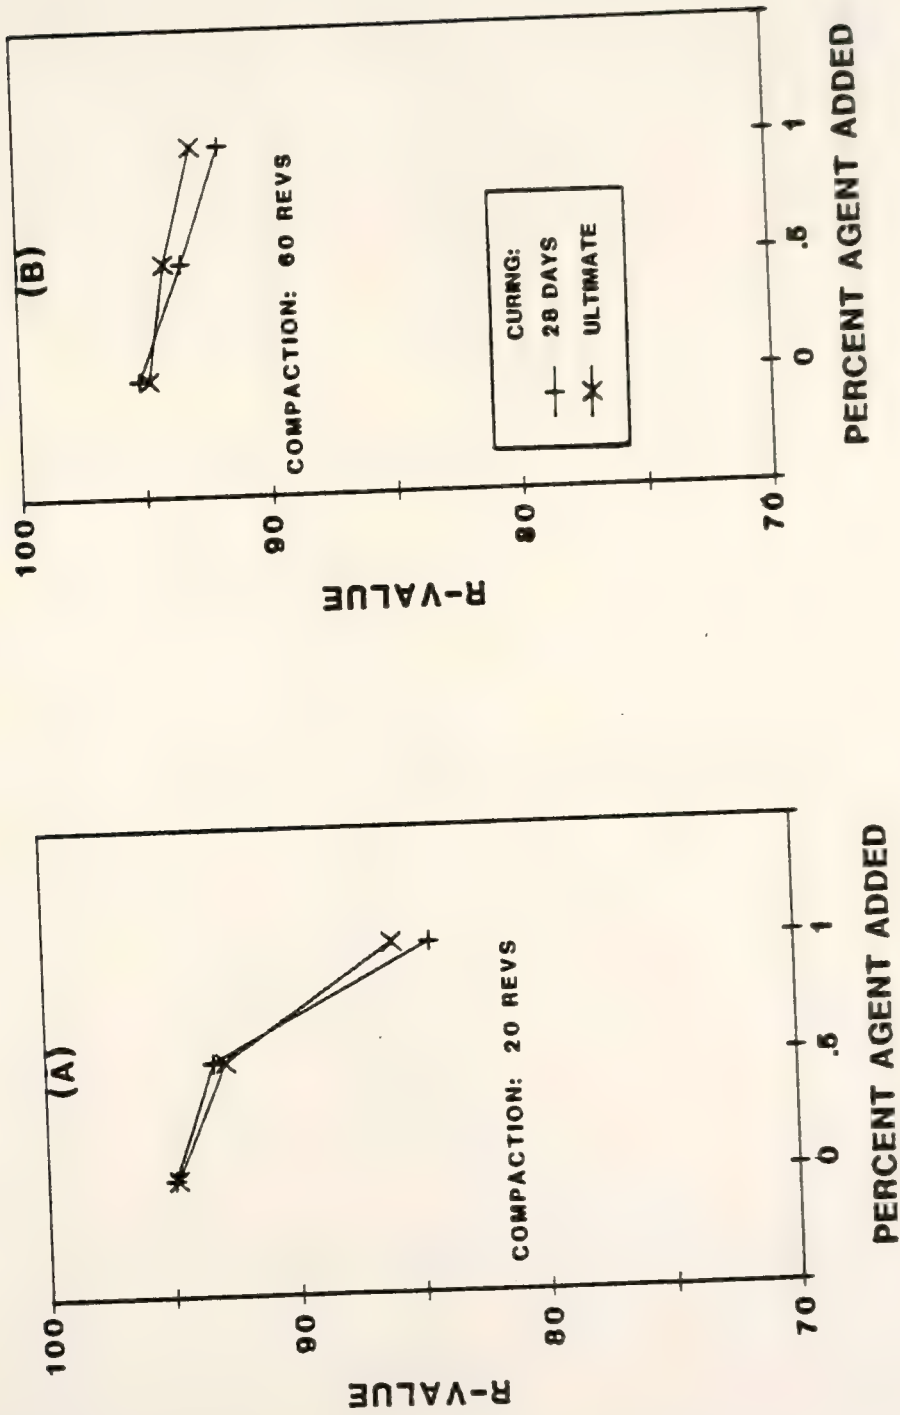 (A)
R-VALUE
100
90
80
70
COMPACTION: 20 REVS
0
.5
1
PERCENT AGENT ADDED
(B)
R-VALUE
100
90
80
70
COMPACTION: 60 REVS
CURING:
28 DAYS
ULTIMATE
0
.5
1
PERCENT AGENT ADDED